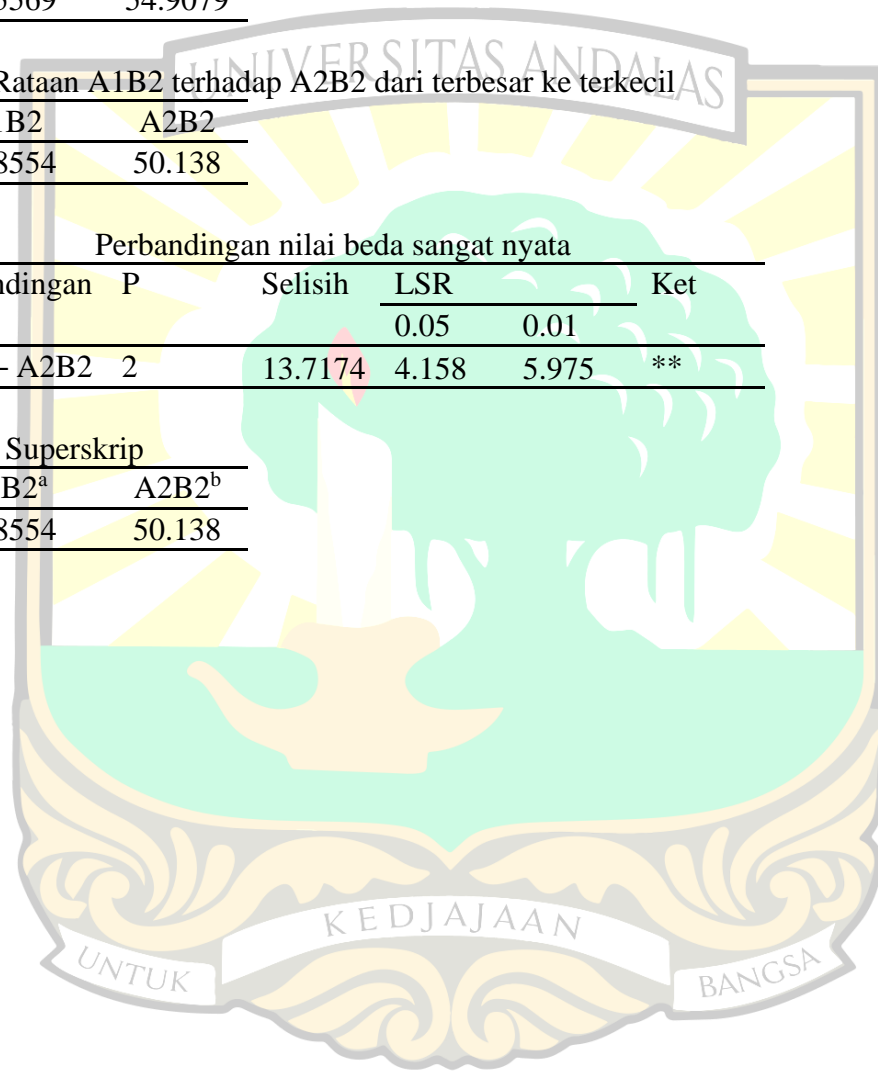 5569 54.9079
UNIVERSITAS ANDALAS
Rataan A1B2 terhadap A2B2 dari terbesar ke terkecil
B2 A2B2
8554 50.138
Perbandingan nilai beda sangat nyata
ndingan P Selisih LSR Ket
0.05 0.01
- A2B2 2 13.7174 4.158 5.975 **
Superskrip
B2ᵃ A2B2ᵇ
8554 50.138
KEDJAJAAN
UNTUK BANGSA